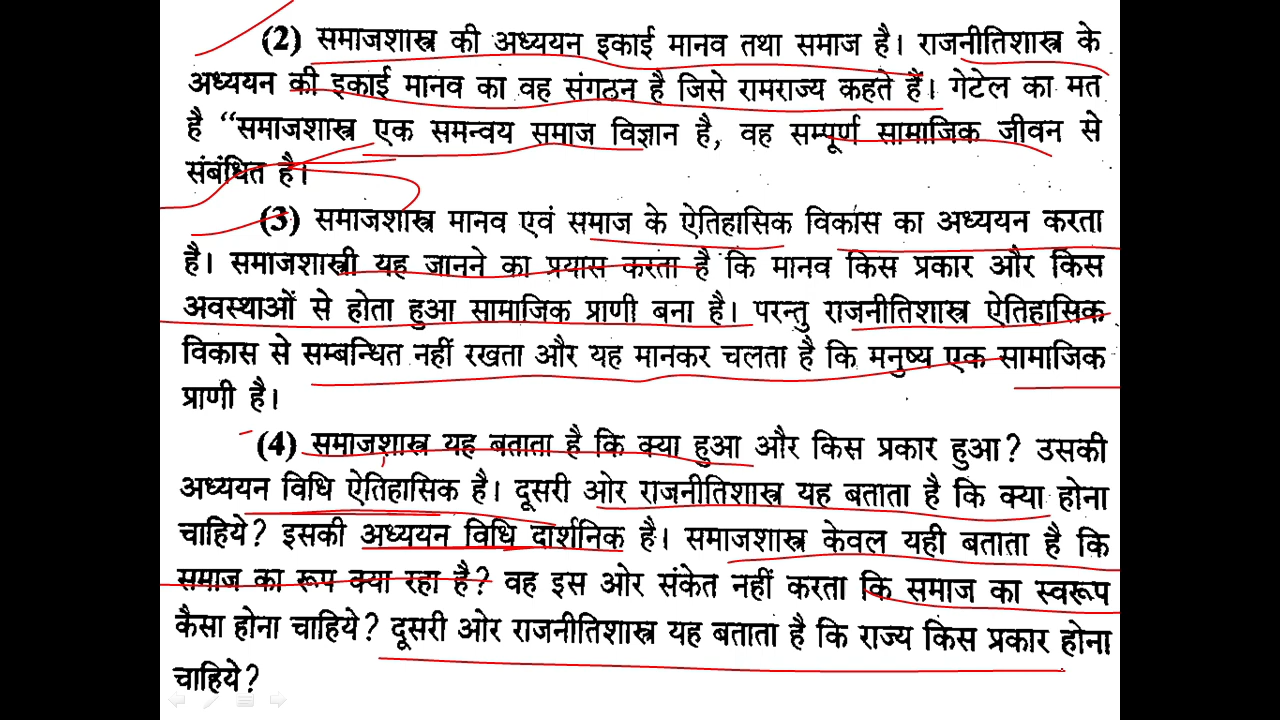 (2) समाजशास्त्र की अध्ययन इकाई मानव तथा समाज है। राजनीतिशास्त्र के
अध्ययन की इकाई मानव का वह संगठन है जिसे रामराज्य कहते हैं। गेटेल का मत
है “समाजशास्त्र एक समन्वय समाज विज्ञान है, वह सम्पूर्ण सामाजिक जीवन से
संबंधित है।
(3) समाजशास्त्र मानव एवं समाज के ऐतिहासिक विकास का अध्ययन करता
है। समाजशास्त्री यह जानने का प्रयास करता है कि मानव किस प्रकार और किस
अवस्थाओं से होता हुआ सामाजिक प्राणी बना है। परन्तु राजनीतिशास्त्र ऐतिहासिक
विकास से सम्बन्धित नहीं रखता और यह मानकर चलता है कि मनुष्य एक सामाजिक
प्राणी है।
(4) समाजशास्त्र यह बताता है कि क्या हुआ और किस प्रकार हुआ? उसकी
अध्ययन विधि ऐतिहासिक है। दूसरी ओर राजनीतिशास्त्र यह बताता है कि क्या होना
चाहिये? इसकी अध्ययन विधि दार्शनिक है। समाजशास्त्र केवल यही बताता है कि
समाज का रूप क्या रहा है? वह इस ओर संकेत नहीं करता कि समाज का स्वरूप
कैसा होना चाहिये? दूसरी ओर राजनीतिशास्त्र यह बताता है कि राज्य किस प्रकार होना
चाहिये?